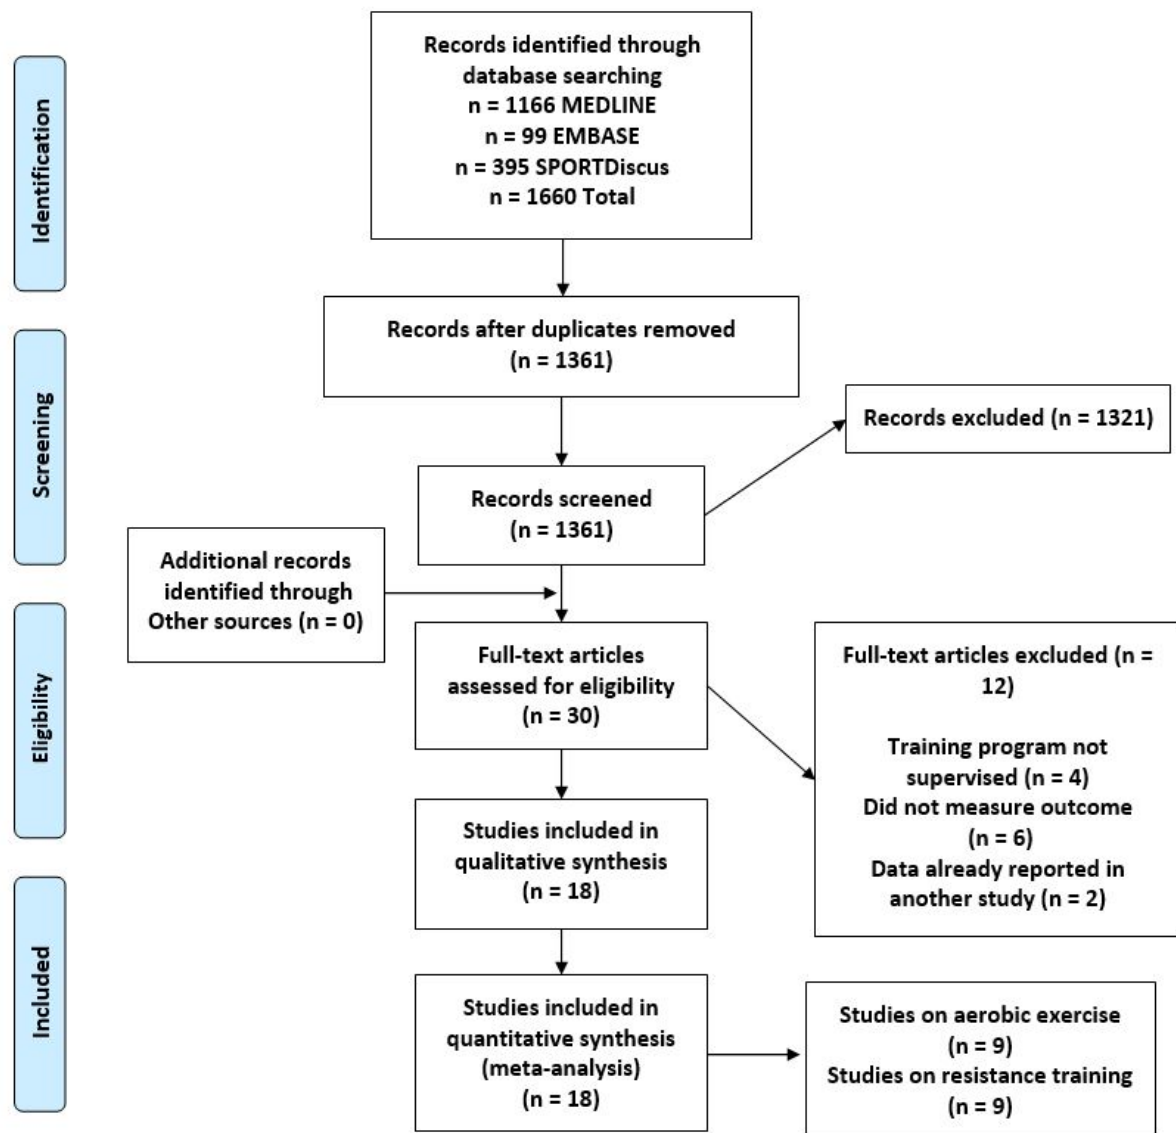 Identification
Records identified through
database searching
n = 1166 MEDLINE
n = 99 EMBASE
n = 395 SPORTDiscus
n = 1660 Total
Screening
Records after duplicates removed
(n = 1361)
Records screened
(n = 1361)
Records excluded (n = 1321)
Additional records
identified through
Other sources (n = 0)
Eligibility
Full-text articles
assessed for eligibility
(n = 30)
Full-text articles excluded (n =
12)
Training program not
supervised (n = 4)
Did not measure outcome
(n = 6)
Data already reported in
another study (n = 2)
Studies included in
qualitative synthesis
(n = 18)
Included
Studies included in
quantitative synthesis
(meta-analysis)
(n = 18)
Studies on aerobic exercise
(n = 9)
Studies on resistance training
(n = 9)